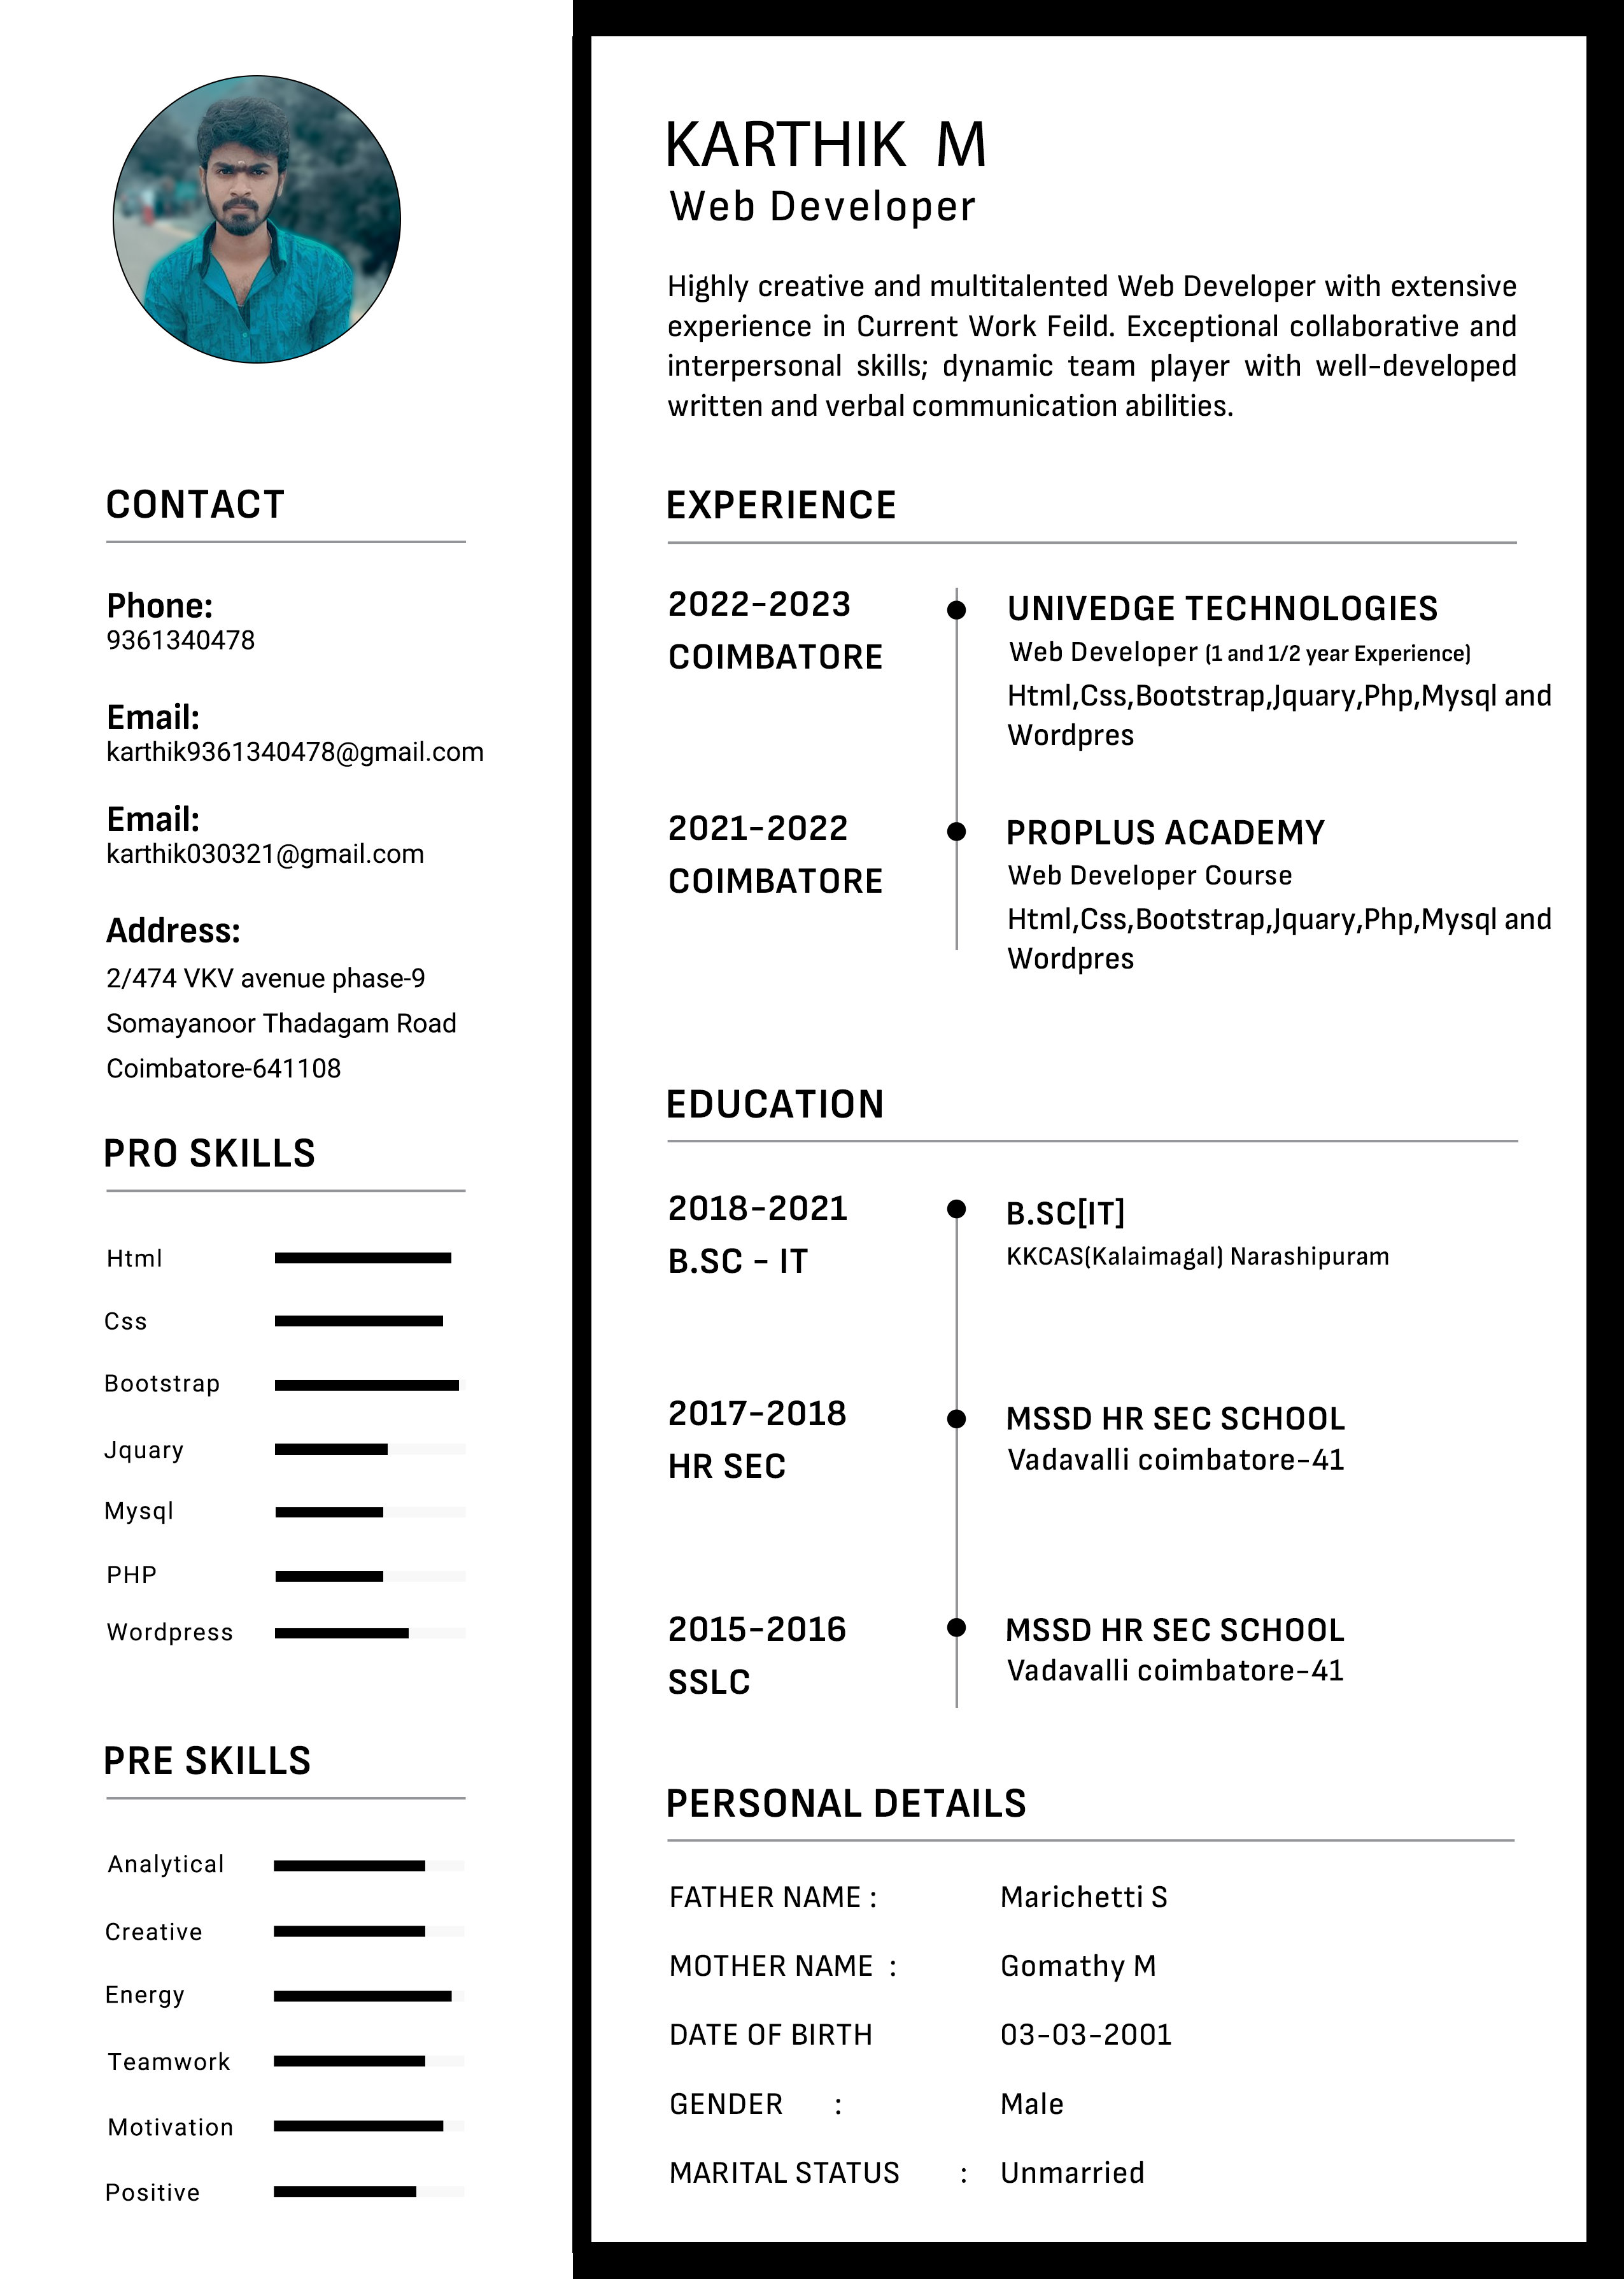 CONTACT
Phone:
9361340478
Email:
karthik9361340478@gmail.com
Email:
karthik030321@gmail.com
Address:
2/474 VKV avenue phase-9
Somayanoor Thadagam Road
Coimbatore-641108
PRO SKILLS
Html
Css
Bootstrap
Jquary
Mysql
PHP
Wordpress
PRE SKILLS
Analytical
Creative
Energy
Teamwork
Motivation
Positive
KARTHIK M
Web Developer
Highly creative and multitalented Web Developer with extensive
experience in Current Work Feild. Exceptional collaborative and
interpersonal skills; dynamic team player with well-developed
written and verbal communication abilities.
EXPERIENCE
2022-2023
COIMBATORE
UNIVEDGE TECHNOLOGIES
Web Developer (1 and 1/2 year Experience)
Html,Css,Bootstrap,Jquary,Php,Mysql and
Wordpres
2021-2022
COIMBATORE
PROPLUS ACADEMY
Web Developer Course
Html,Css,Bootstrap,Jquary,Php,Mysql and
Wordpres
EDUCATION
2018-2021
B.SC - IT
B.SC[IT]
KKCAS(Kalaimagal) Narashipuram
2017-2018
HR SEC
MSSD HR SEC SCHOOL
Vadavalli coimbatore-41
2015-2016
SSLC
MSSD HR SEC SCHOOL
Vadavalli coimbatore-41
PERSONAL DETAILS
FATHER NAME : Marichetti S
MOTHER NAME : Gomathy M
DATE OF BIRTH 03-03-2001
GENDER : Male
MARITAL STATUS : Unmarried